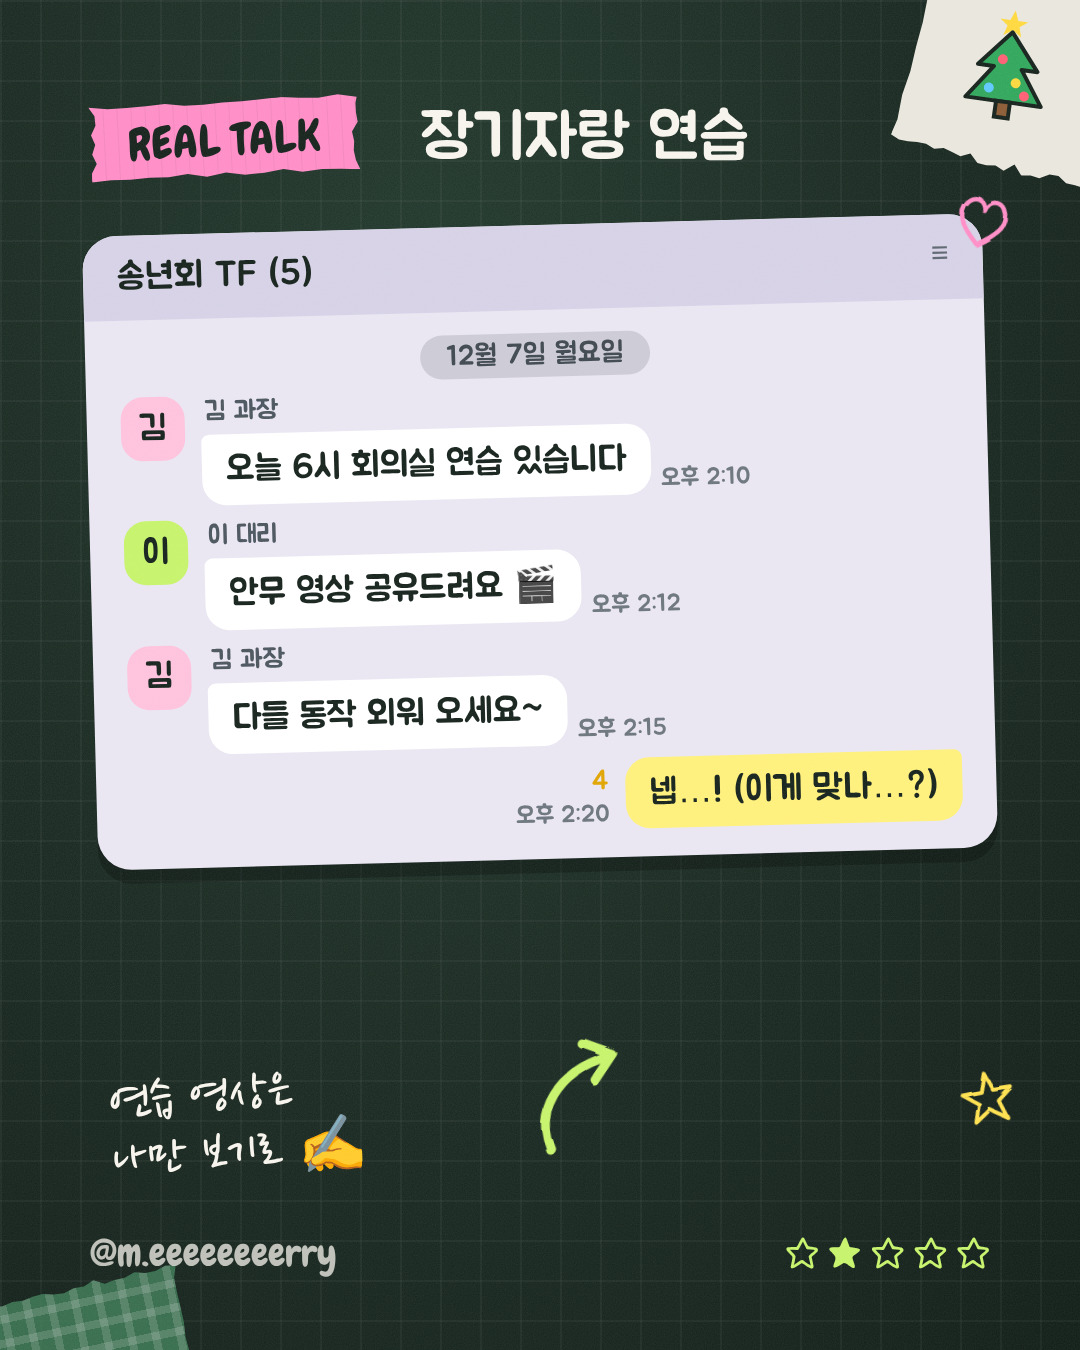 REAL TALK
장기자랑 연습
송년회 TF (5)
12월 7일 월요일
김
김 과장
오늘 6시 회의실 연습 있습니다
오후 2:10
이
이 대리
안무 영상 공유드려요 🎬
오후 2:12
김
김 과장
다들 동작 외워 오세요~
오후 2:15
4
오후 2:20
넵...! (이게 맞나...?)
연습 영상은
나만 보기로 ✍️
@m.eeeeeeeerry